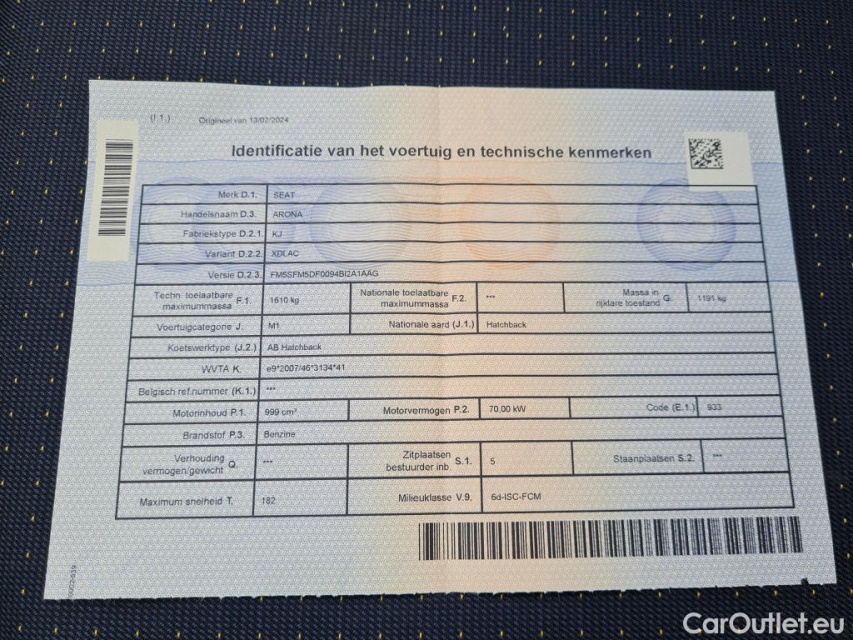 (I.1.) Origineel van 13/02/2024
Identificatie van het voertuig en technische kenmerken
Merk D.1. SEAT
Handelsnaam D.3. ARONA
Fabriekstype D.2.1. KJ
Variant D.2.2. XDLAC
Versie D.2.3. FM5SFM5DF0094BI2A1AAG
Techn. toelaatbare maximummassa F.1. 1610 kg Nationale toelaatbare maximummassa F.2. *** Massa in rijklare toestand G. 1191 kg
Voertuigcategorie J. M1 Nationale aard (J.1.) Hatchback
Koetswerktype (J.2.) AB Hatchback
WVTA K. e9*2007/46*3134*41
Belgisch ref.nummer (K.1.) ***
Motorinhoud P.1. 999 cm³ Motorvermogen P.2. 70.00 kW Code (E.1.) 933
Brandstof P.3. Benzine
Verhouding vermogen/gewicht Q. *** Zitplaatsen bestuurder inb. S.1. 5 Staanplaatsen S.2. ***
Maximum snelheid T. 182 Milieuklasse V.9. 6d-ISC-FCM
CarOutlet.eu